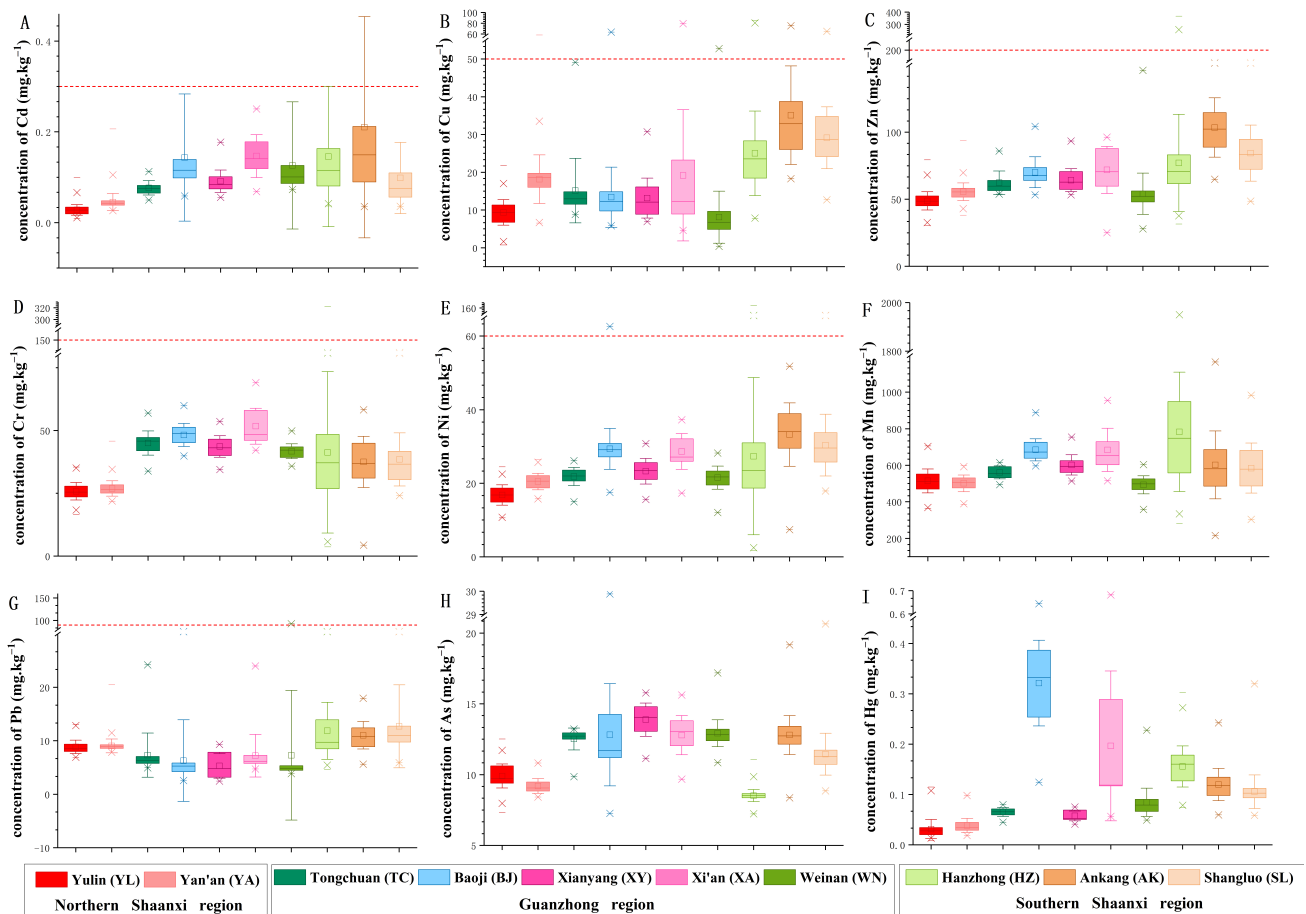 A
concentration of Cd (mg.kg⁻¹)
0.4
0.2
0.0
B
concentration of Cu (mg.kg⁻¹)
100
80
60
50
40
30
20
10
0
C
concentration of Zn (mg.kg⁻¹)
400
300
200
100
50
0
D
concentration of Cr (mg.kg⁻¹)
320
300
150
50
0
E
concentration of Ni (mg.kg⁻¹)
160
60
40
20
0
F
concentration of Mn (mg.kg⁻¹)
2000
1800
1000
800
600
400
200
G
concentration of Pb (mg.kg⁻¹)
150
100
20
10
0
−10
H
concentration of As (mg.kg⁻¹)
30
29
20
15
10
5
I
concentration of Hg (mg.kg⁻¹)
0.7
0.6
0.4
0.3
0.2
0.1
0.0
Yulin (YL) Yan'an (YA) Tongchuan (TC) Baoji (BJ) Xianyang (XY) Xi'an (XA) Weinan (WN) Hanzhong (HZ) Ankang (AK) Shangluo (SL)
Northern Shaanxi region Guanzhong region Southern Shaanxi region